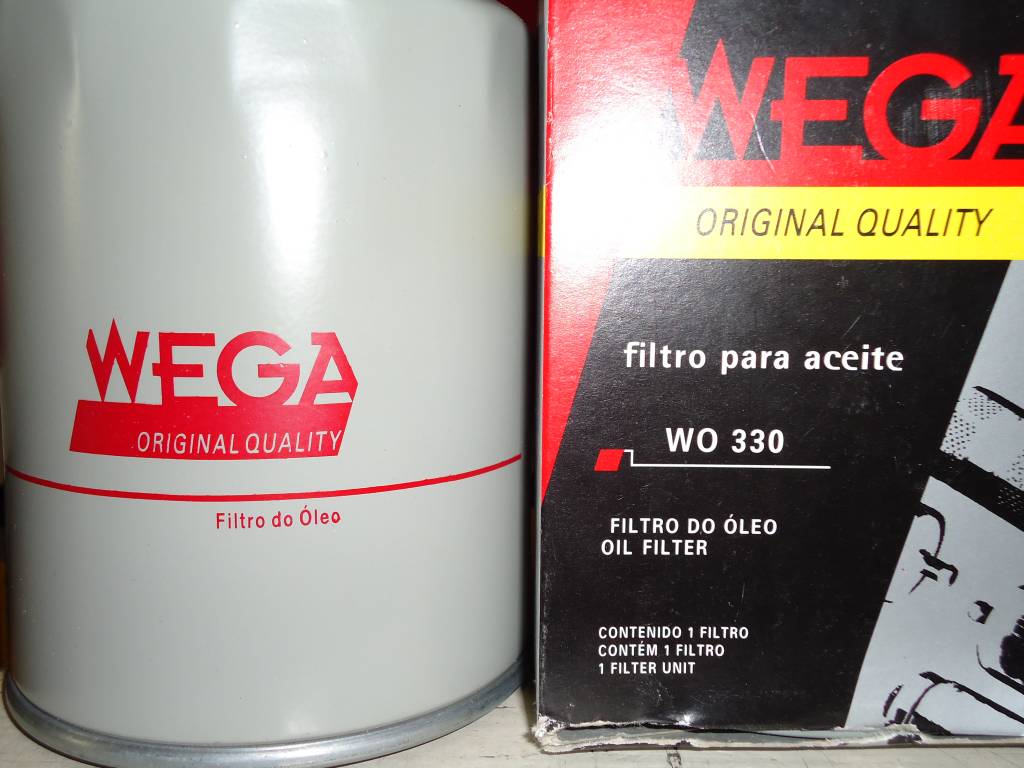 WEGA
ORIGINAL QUALITY
Filtro do Óleo
WEGA
ORIGINAL QUALITY
filtro para aceite
WO 330
FILTRO DO ÓLEO
OIL FILTER
CONTENIDO 1 FILTRO
CONTÉM 1 FILTRO
1 FILTER UNIT